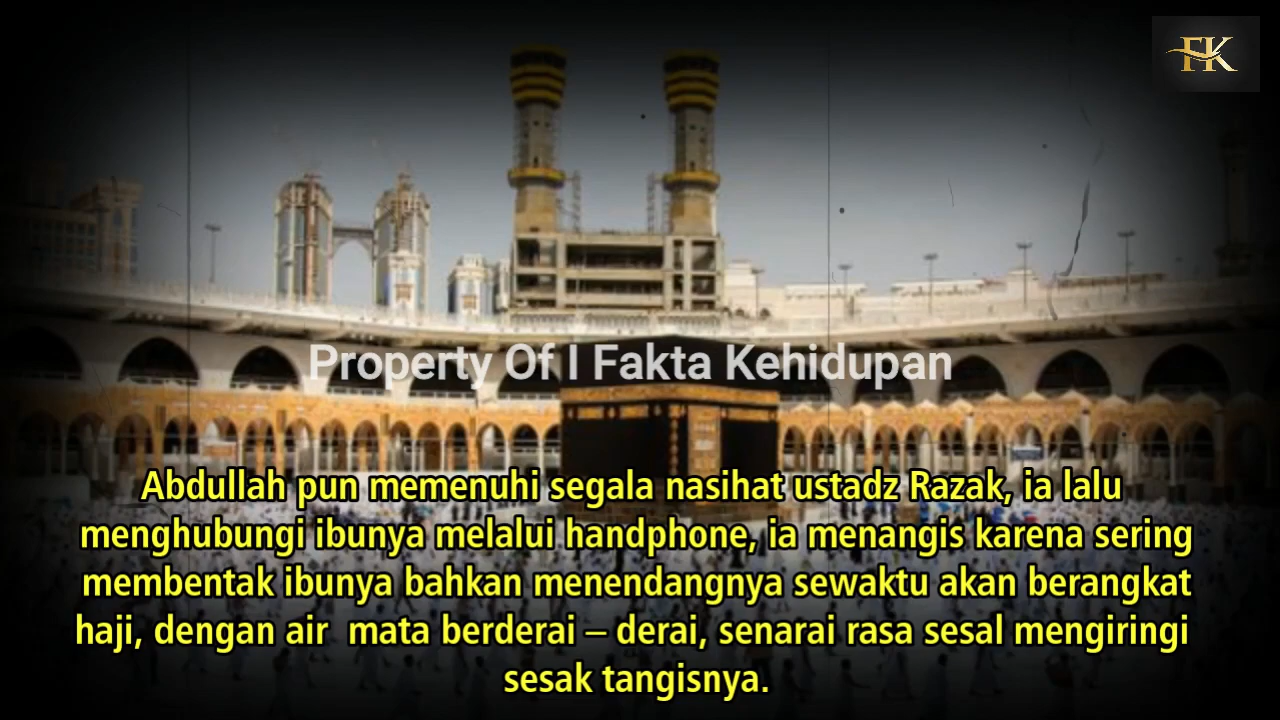 FK
Property Of I Fakta Kehidupan
Abdullah pun memenuhi segala nasihat ustadz Razak, ia lalu
menghubungi ibunya melalui handphone, ia menangis karena sering
membentak ibunya bahkan menendangnya sewaktu akan berangkat
haji, dengan air mata berderai – derai, senarai rasa sesal mengiringi
sesak tangisnya.